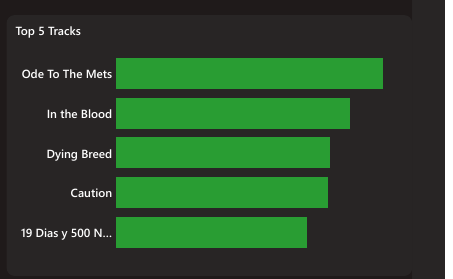 Top 5 Tracks
Ode To The Mets
In the Blood
Dying Breed
Caution
19 Dias y 500 N...